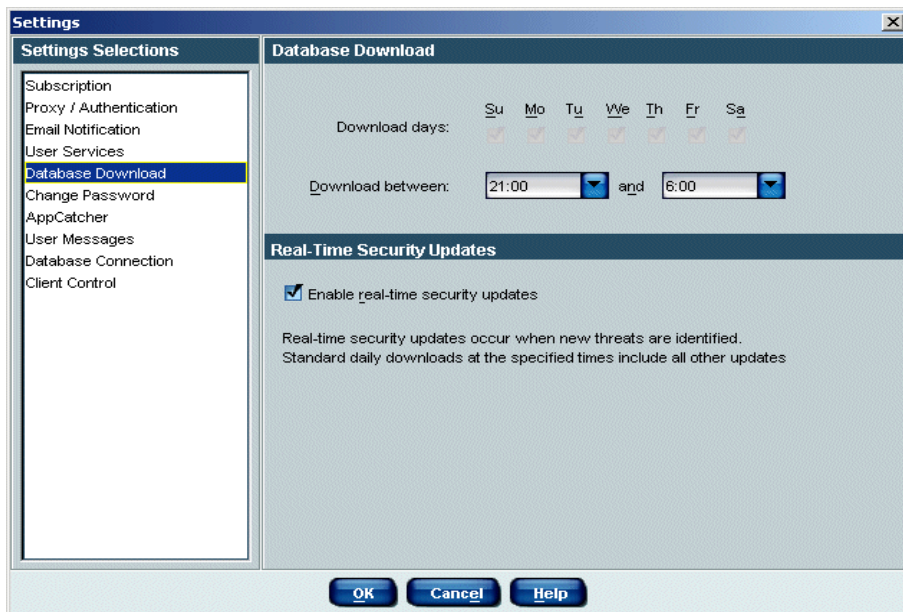 Settings
Settings Selections
Subscription
Proxy / Authentication
Email Notification
User Services
Database Download
Change Password
AppCatcher
User Messages
Database Connection
Client Control
Database Download
Su Mo Tu We Th Fr Sa
Download days:
Download between: 21:00 and 6:00
Real-Time Security Updates
Enable real-time security updates
Real-time security updates occur when new threats are identified.
Standard daily downloads at the specified times include all other updates
OK Cancel Help